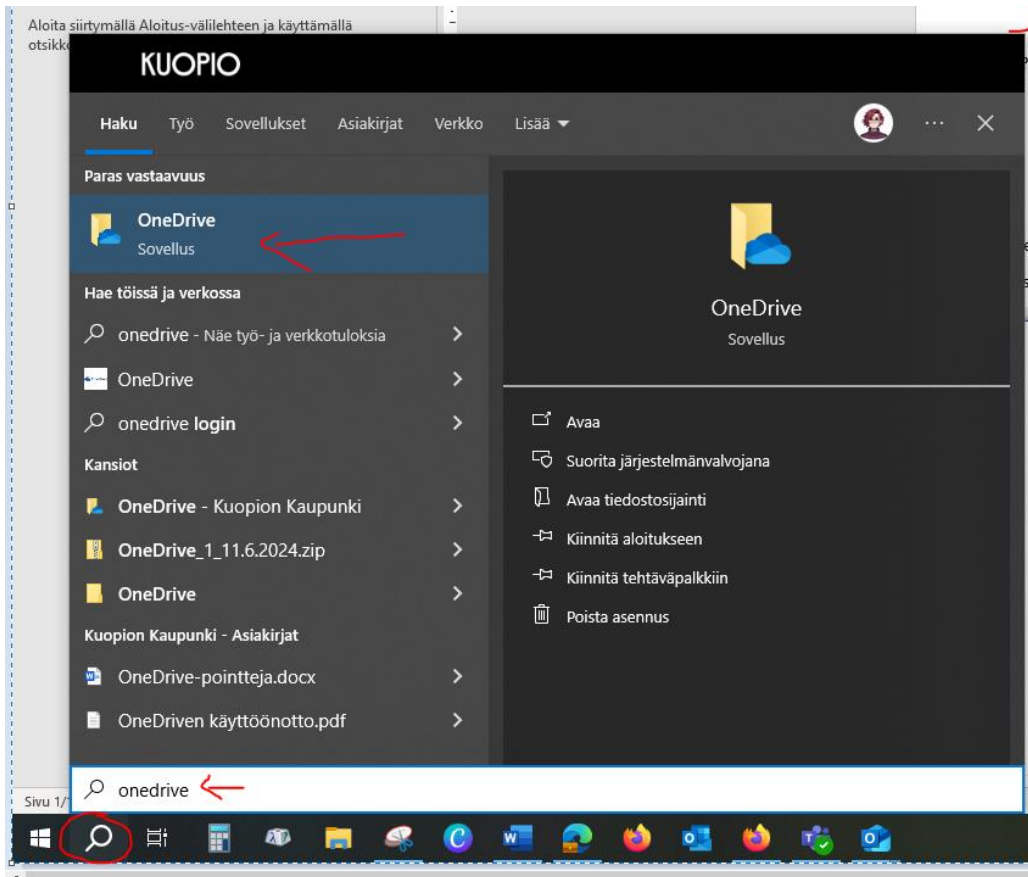 Aloita siirtymällä Aloitus-välilehteen ja käyttämällä
KUOPIO
Haku Työ Sovellukset Asiakirjat Verkko Lisää
Paras vastaavuus
OneDrive
Sovellus
Hae töissä ja verkossa
onedrive - Näe työ- ja verkkotuloksia
OneDrive
onedrive login
Kansiot
OneDrive - Kuopion Kaupunki
OneDrive_1_11.6.2024.zip
OneDrive
Kuopion Kaupunki - Asiakirjat
OneDrive-pointteja.docx
OneDriven käyttöönotto.pdf
OneDrive
Sovellus
Avaa
Suorita järjestelmänvalvojana
Avaa tiedostosijainti
Kiinnitä aloitukseen
Kiinnitä tehtäväpalkkiin
Poista asennus
onedrive
Sivu 1/